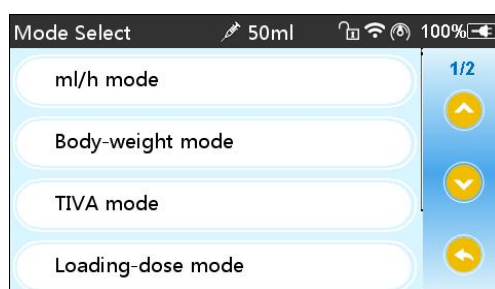 Mode Select 50ml 100%
ml/h mode 1/2
Body-weight mode
TIVA mode
Loading-dose mode